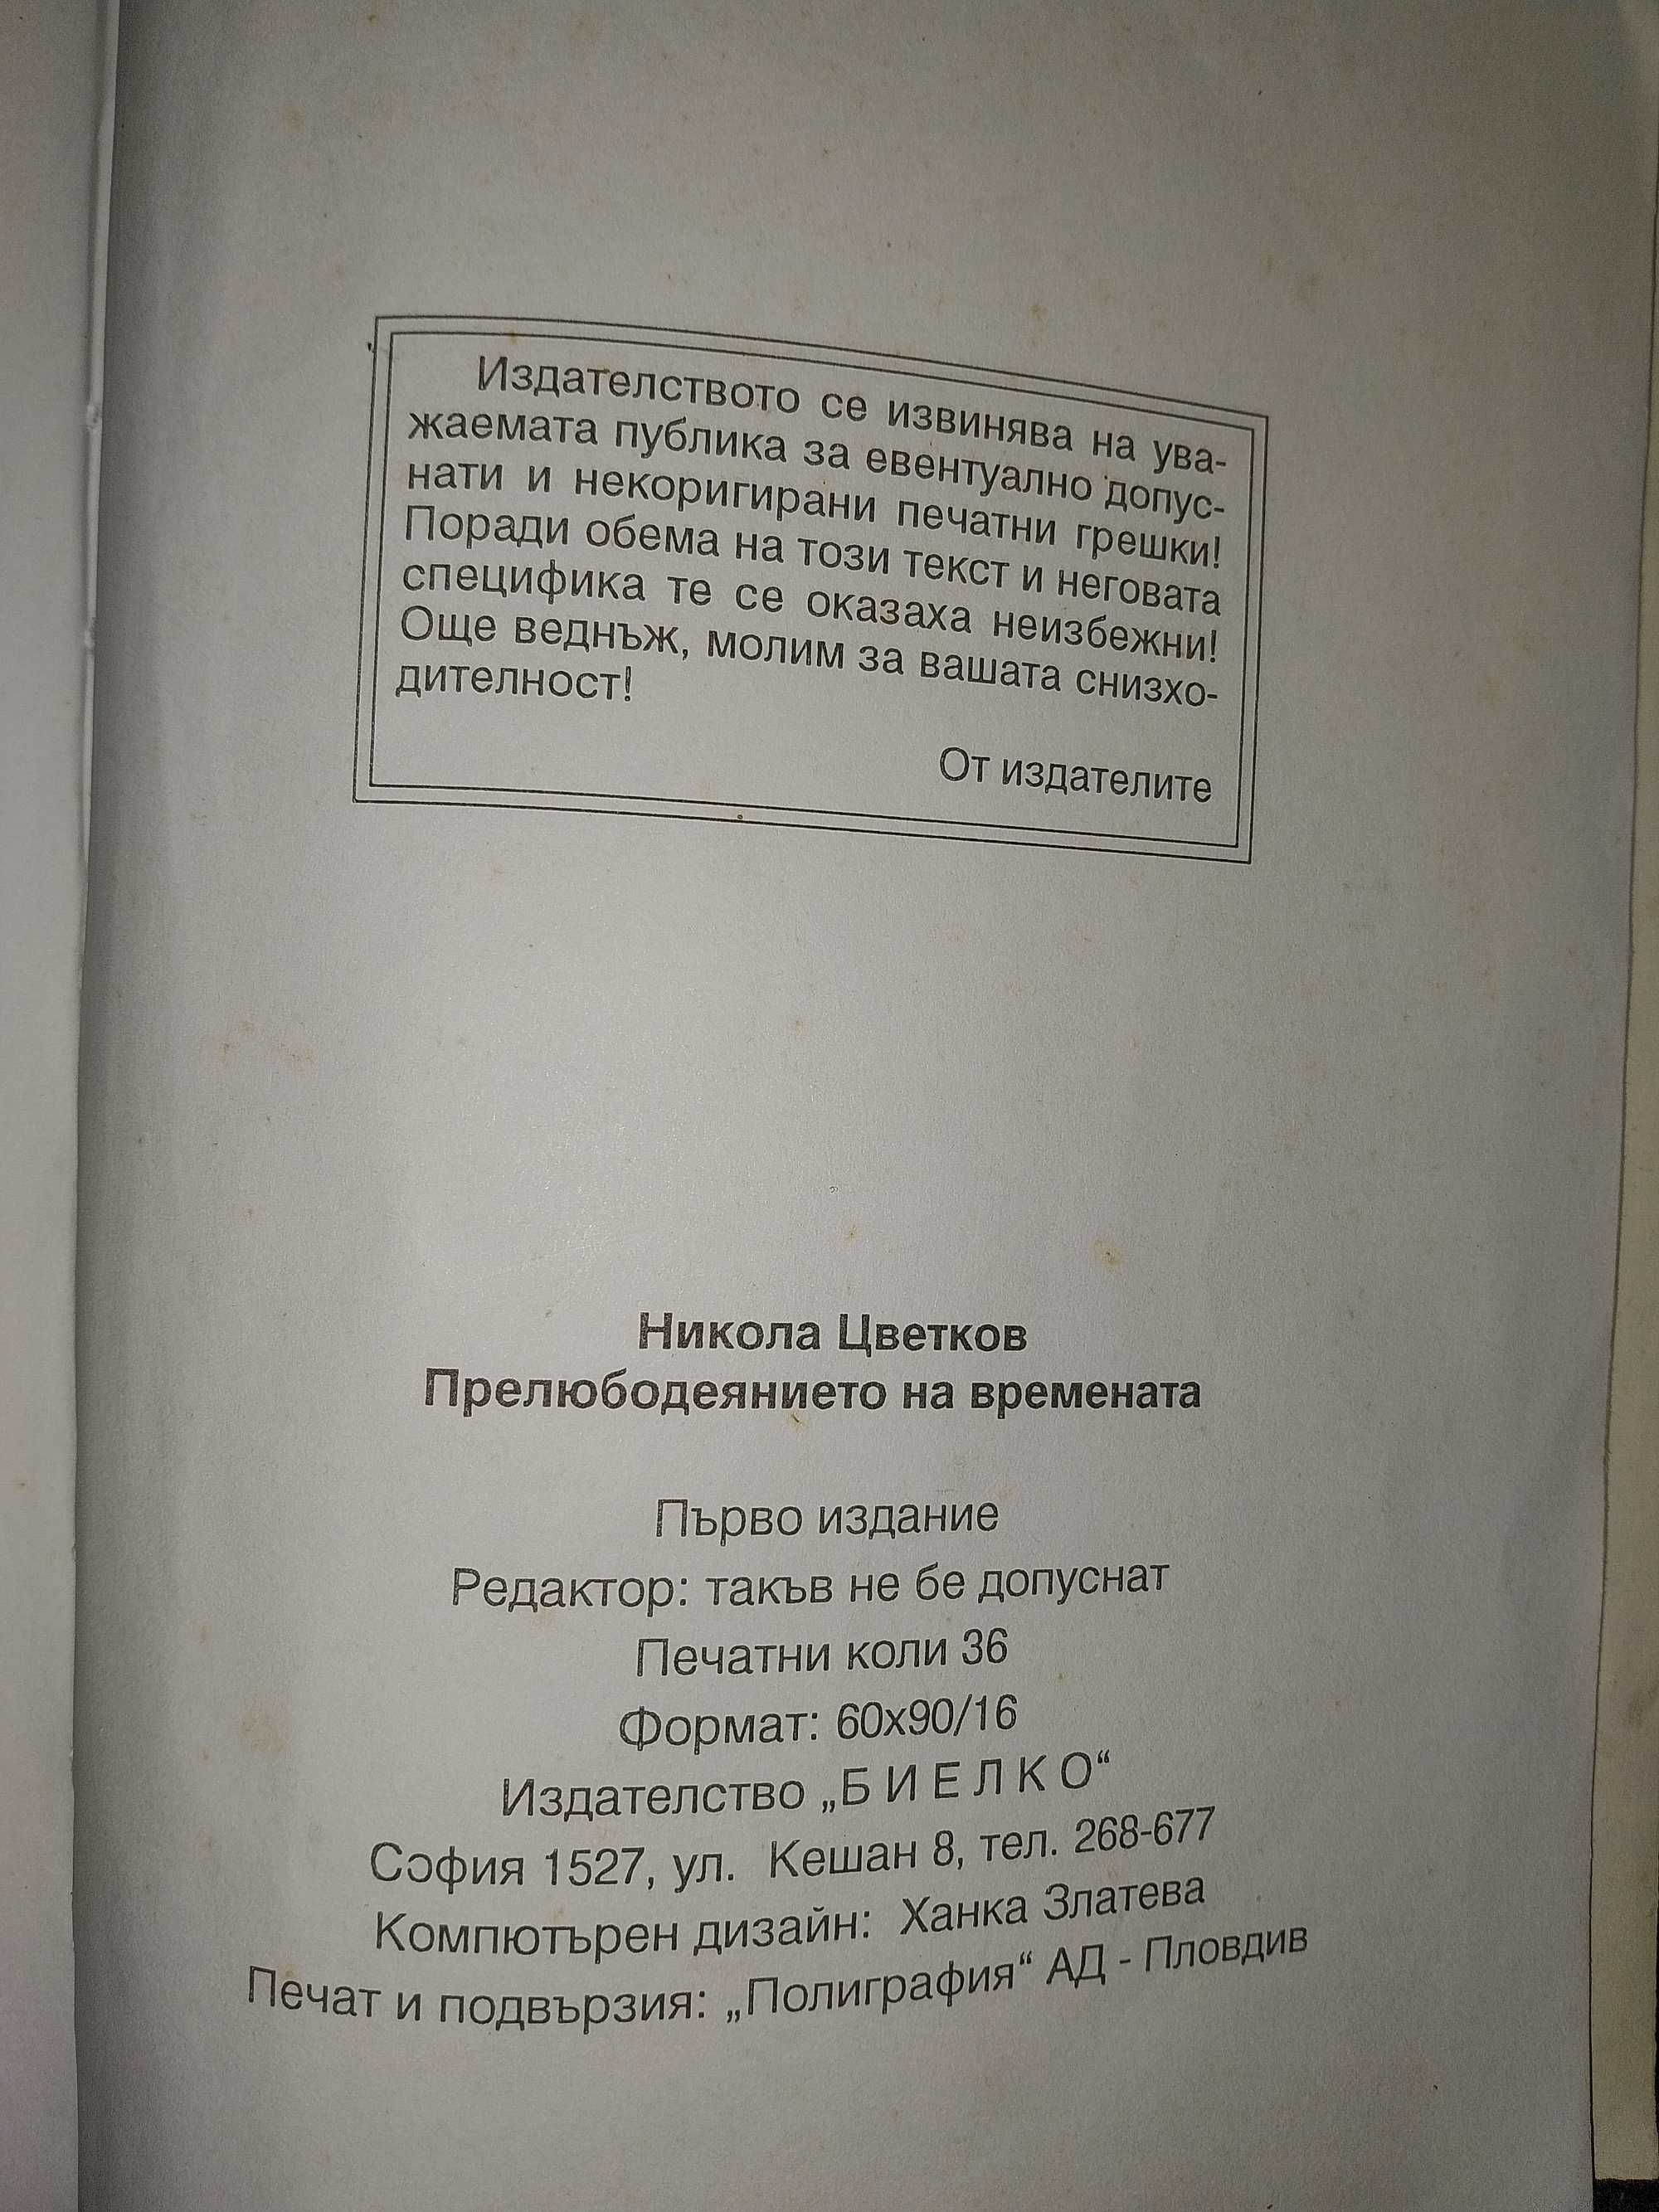 Издателството се извинява на ува-
жаемата публика за евентуално допус-
нати и некоригирани печатни грешки!
Поради обема на този текст и неговата
специфика те се оказаха неизбежни!
Още веднъж, молим за вашата снизхо-
дителност!
От издателите
Никола Цветков
Прелюбодеянието на времената
Първо издание
Редактор: такъв не бе допуснат
Печатни коли 36
Формат: 60x90/16
Издателство „Б И Е Л К О“
София 1527, ул. Кешан 8, тел. 268-677
Компютърен дизайн: Ханка Златева
Печат и подвързия: „Полиграфия“ АД - Пловдив